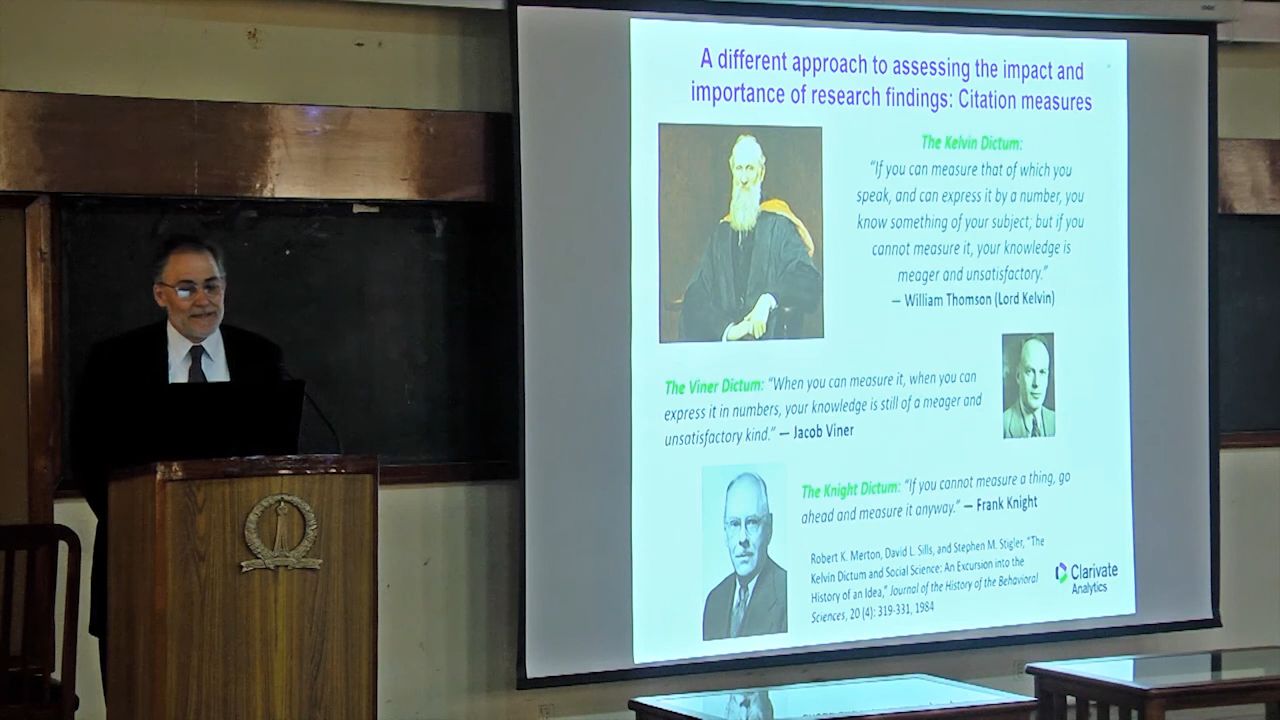 A different approach to assessing the impact and
importance of research findings: Citation measures
The Kelvin Dictum:
“If you can measure that of which you
speak, and can express it by a number, you
know something of your subject; but if you
cannot measure it, your knowledge is
meager and unsatisfactory.”
— William Thomson (Lord Kelvin)
The Viner Dictum: “When you can measure it, when you can
express it in numbers, your knowledge is still of a meager and
unsatisfactory kind.” — Jacob Viner
The Knight Dictum: “If you cannot measure a thing, go
ahead and measure it anyway.” — Frank Knight
Robert K. Merton, David L. Sills, and Stephen M. Stigler, “The
Kelvin Dictum and Social Science: An Excursion into the
History of an Idea,” Journal of the History of the Behavioral
Sciences, 20 (4): 319-331, 1984
Clarivate
Analytics